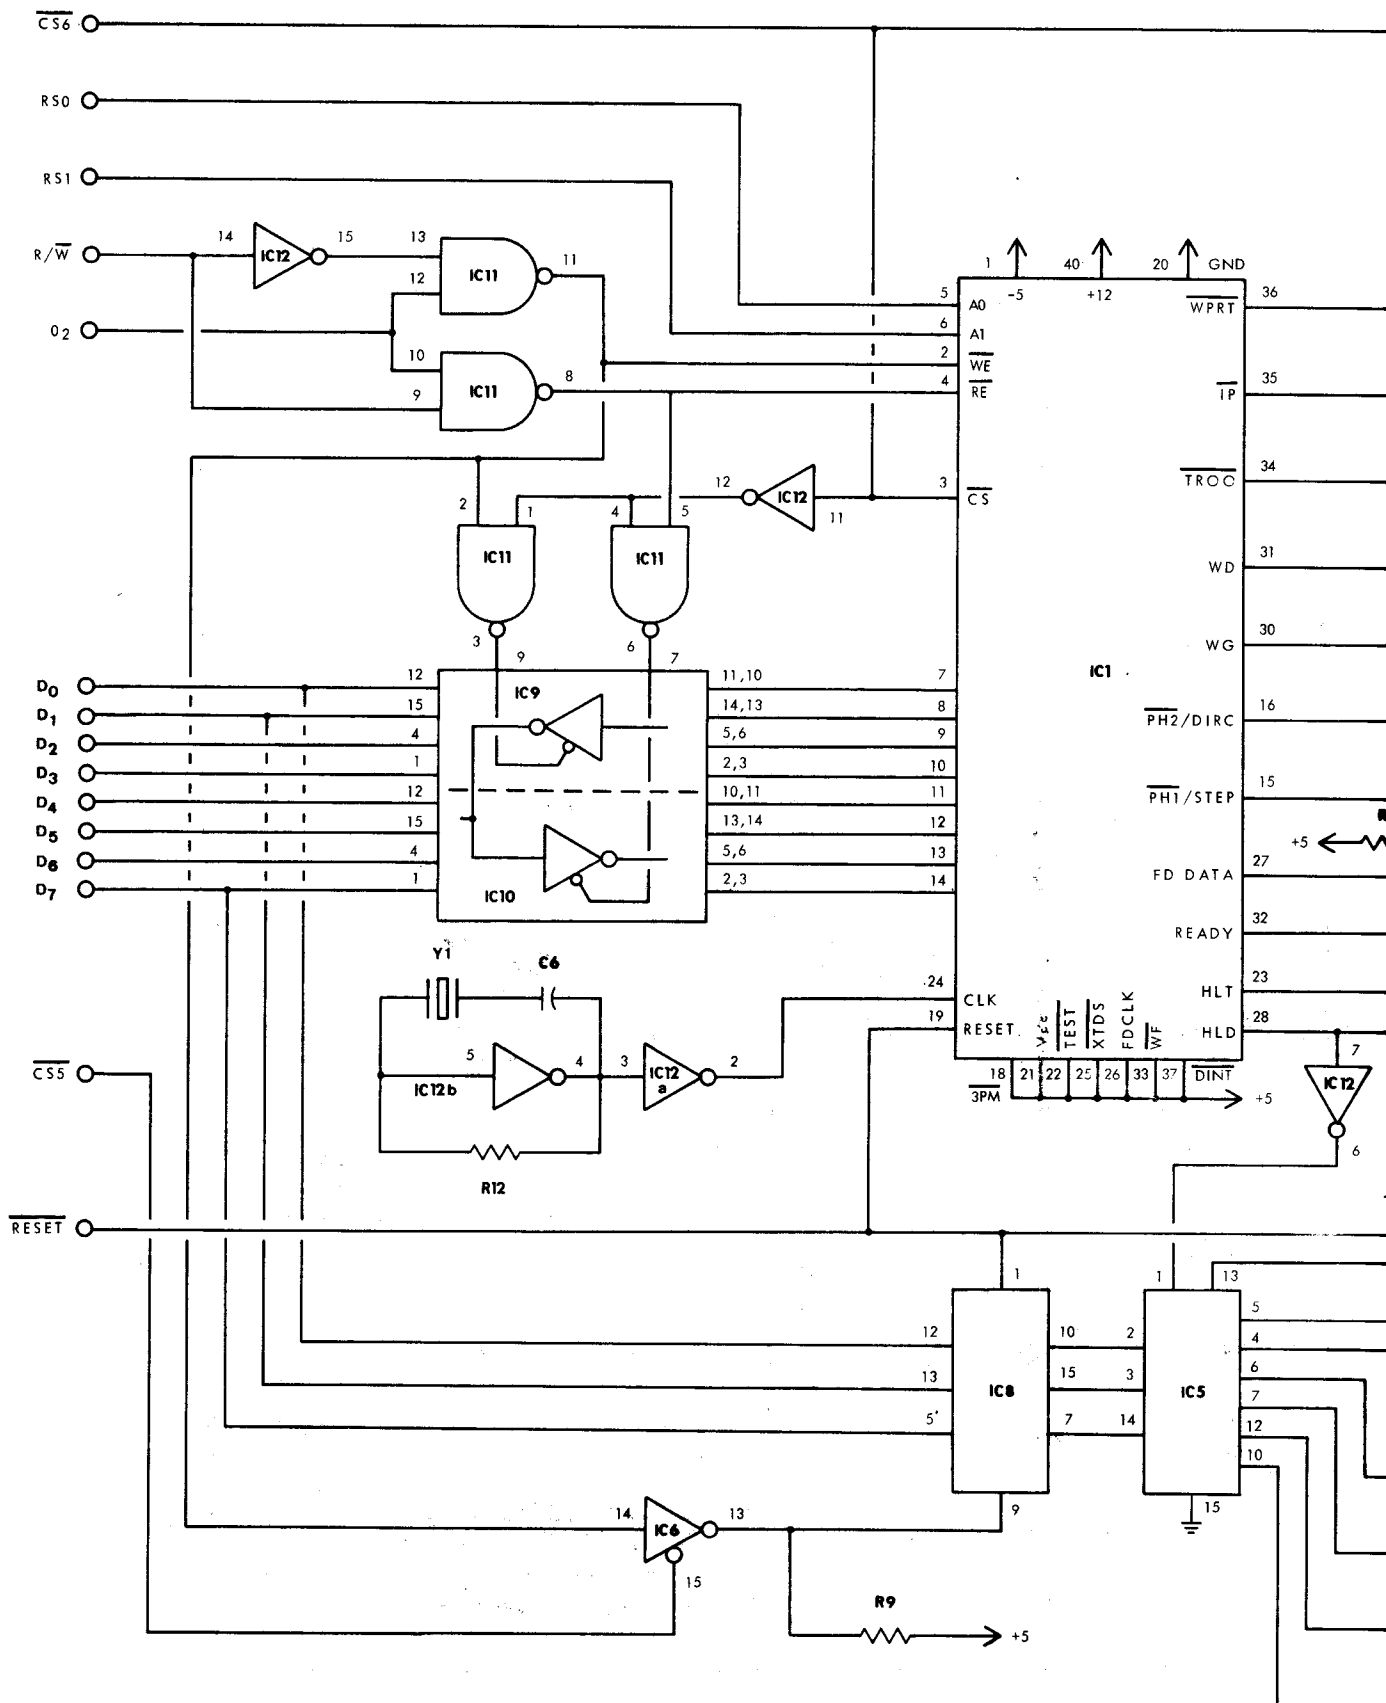 CS6
RS0
RS1
R/W
14
IC12
15
13
12
IC11
11
O2
10
9
IC11
8
1
-5
40
+12
20
GND
5
A0
6
A1
2
WE
4
RE
3
CS
WPRT
36
IP
35
TROO
34
WD
31
WG
30
IC1
PH2/DIRC
16
PH1/STEP
15
+5
FD DATA
27
READY
32
HLT
23
HLD
28
12
IC12
11
2
1
IC11
3
4
5
IC11
6
9
7
D0
D1
D2
D3
D4
D5
D6
D7
12
15
4
1
12
15
4
1
IC9
IC10
11,10
14,13
5,6
2,3
10,11
13,14
5,6
2,3
7
8
9
10
11
12
13
14
Y1
C6
5
IC12b
4
3
IC12
a
2
R12
24
CLK
19
RESET
TEST
XTDS
FDCLK
WF
18
21
22
25
26
33
37
DINT
3PM
+5
7
IC12
6
CS5
RESET
1
12
13
5
IC8
10
15
7
9
1
13
2
3
14
IC5
5
4
6
7
12
10
15
14
IC6
13
15
R9
+5